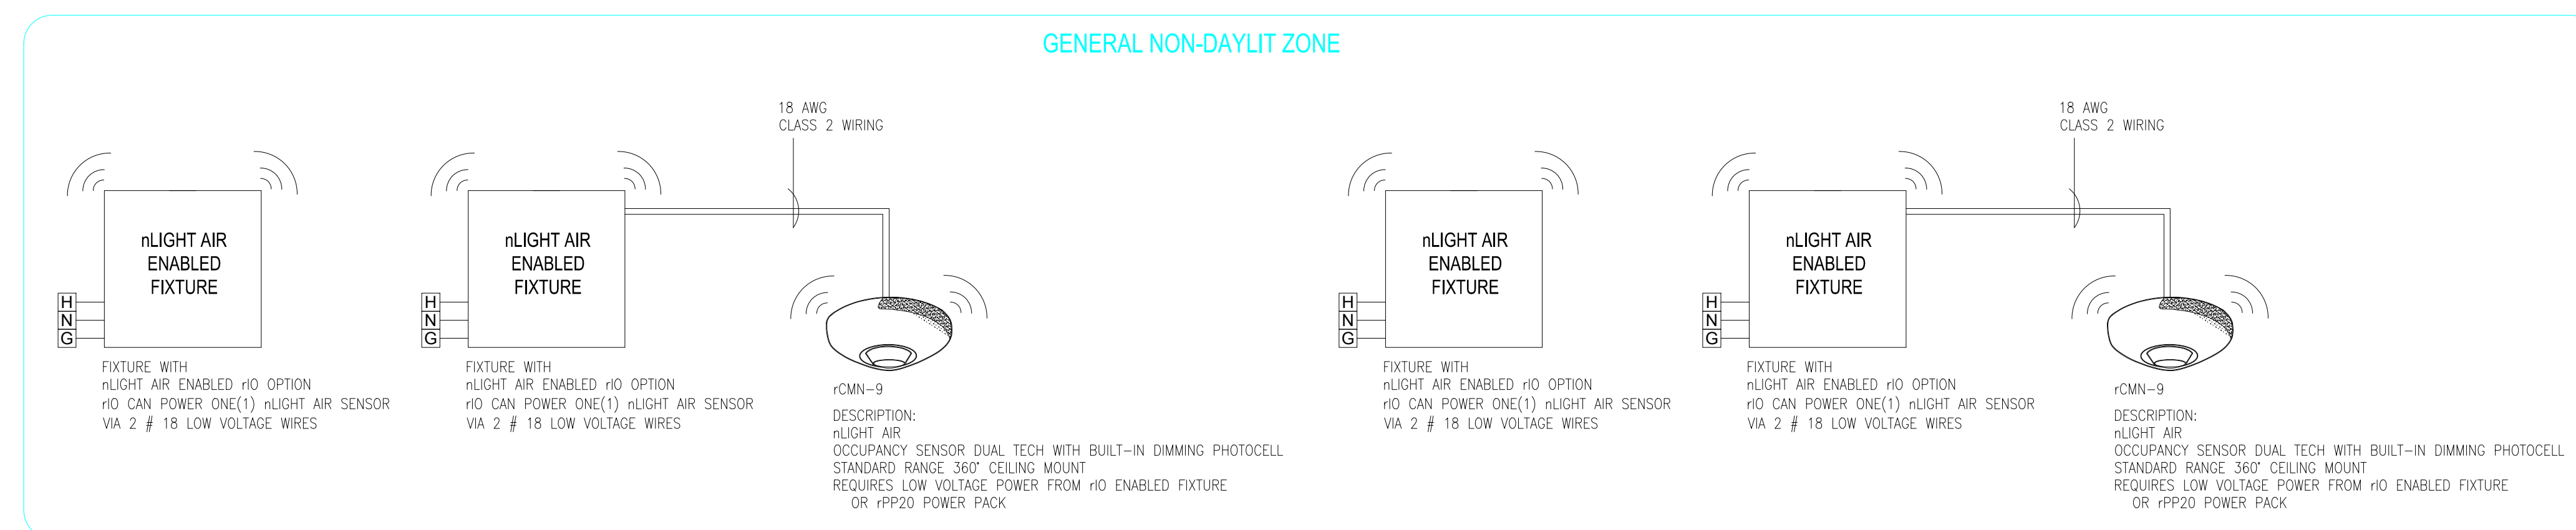 GENERAL NON-DAYLIT ZONE
18 AWG
CLASS 2 WIRING
nLIGHT AIR
ENABLED
FIXTURE
H
N
G
FIXTURE WITH
nLIGHT AIR ENABLED rIO OPTION
rIO CAN POWER ONE(1) nLIGHT AIR SENSOR
VIA 2 # 18 LOW VOLTAGE WIRES
nLIGHT AIR
ENABLED
FIXTURE
H
N
G
FIXTURE WITH
nLIGHT AIR ENABLED rIO OPTION
rIO CAN POWER ONE(1) nLIGHT AIR SENSOR
VIA 2 # 18 LOW VOLTAGE WIRES
rCMN-9
DESCRIPTION:
nLIGHT AIR
OCCUPANCY SENSOR DUAL TECH WITH BUILT-IN DIMMING PHOTOCELL
STANDARD RANGE 360° CEILING MOUNT
REQUIRES LOW VOLTAGE POWER FROM rIO ENABLED FIXTURE
OR rPP20 POWER PACK
18 AWG
CLASS 2 WIRING
nLIGHT AIR
ENABLED
FIXTURE
H
N
G
FIXTURE WITH
nLIGHT AIR ENABLED rIO OPTION
rIO CAN POWER ONE(1) nLIGHT AIR SENSOR
VIA 2 # 18 LOW VOLTAGE WIRES
nLIGHT AIR
ENABLED
FIXTURE
H
N
G
FIXTURE WITH
nLIGHT AIR ENABLED rIO OPTION
rIO CAN POWER ONE(1) nLIGHT AIR SENSOR
VIA 2 # 18 LOW VOLTAGE WIRES
rCMN-9
DESCRIPTION:
nLIGHT AIR
OCCUPANCY SENSOR DUAL TECH WITH BUILT-IN DIMMING PHOTOCELL
STANDARD RANGE 360° CEILING MOUNT
REQUIRES LOW VOLTAGE POWER FROM rIO ENABLED FIXTURE
OR rPP20 POWER PACK